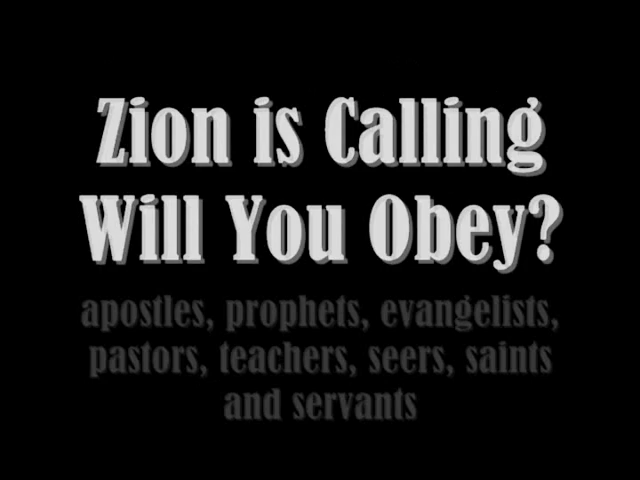 Zion is Calling
Will You Obey?
apostles, prophets, evangelists,
pastors, teachers, seers, saints
and servants